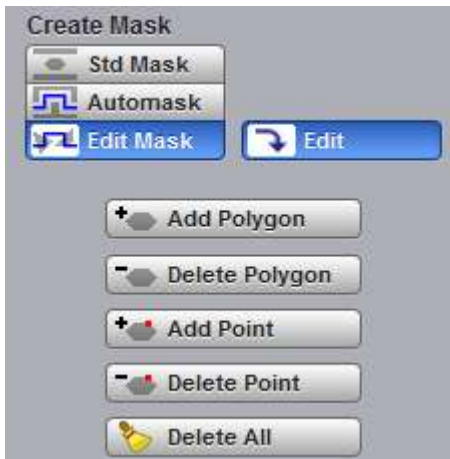 Create Mask
Std Mask
Automask
Edit Mask Edit
Add Polygon
Delete Polygon
Add Point
Delete Point
Delete All